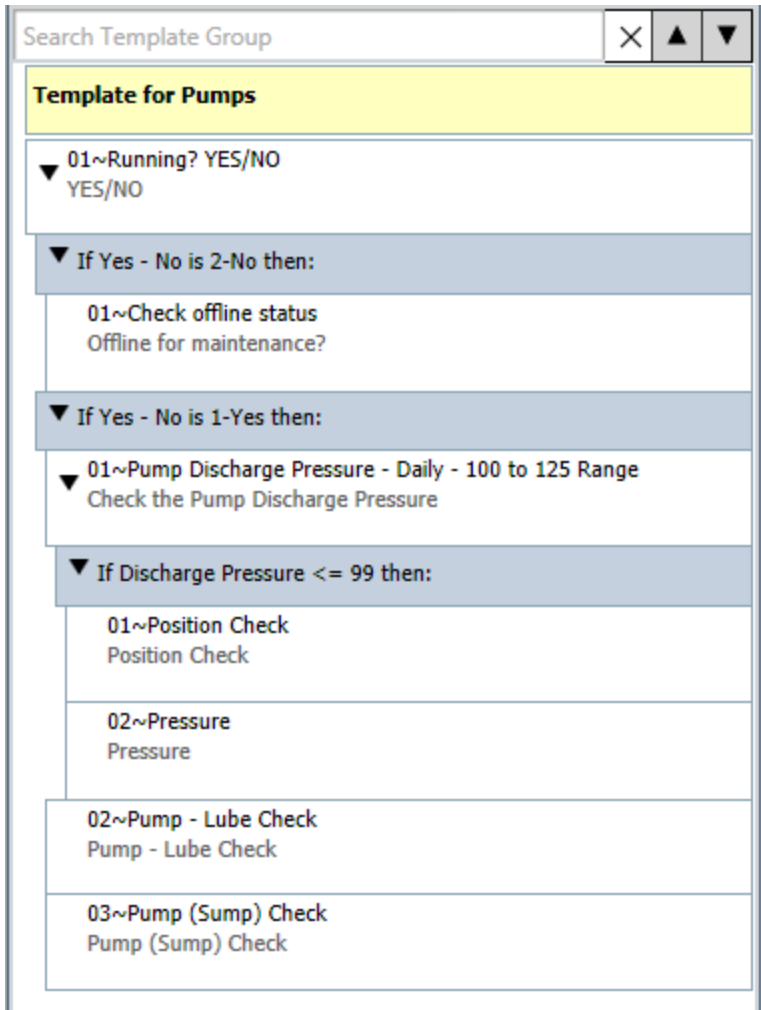 Search Template Group
Template for Pumps
01~Running? YES/NO
YES/NO
If Yes - No is 2-No then:
01~Check offline status
Offline for maintenance?
If Yes - No is 1-Yes then:
01~Pump Discharge Pressure - Daily - 100 to 125 Range
Check the Pump Discharge Pressure
If Discharge Pressure <= 99 then:
01~Position Check
Position Check
02~Pressure
Pressure
02~Pump - Lube Check
Pump - Lube Check
03~Pump (Sump) Check
Pump (Sump) Check